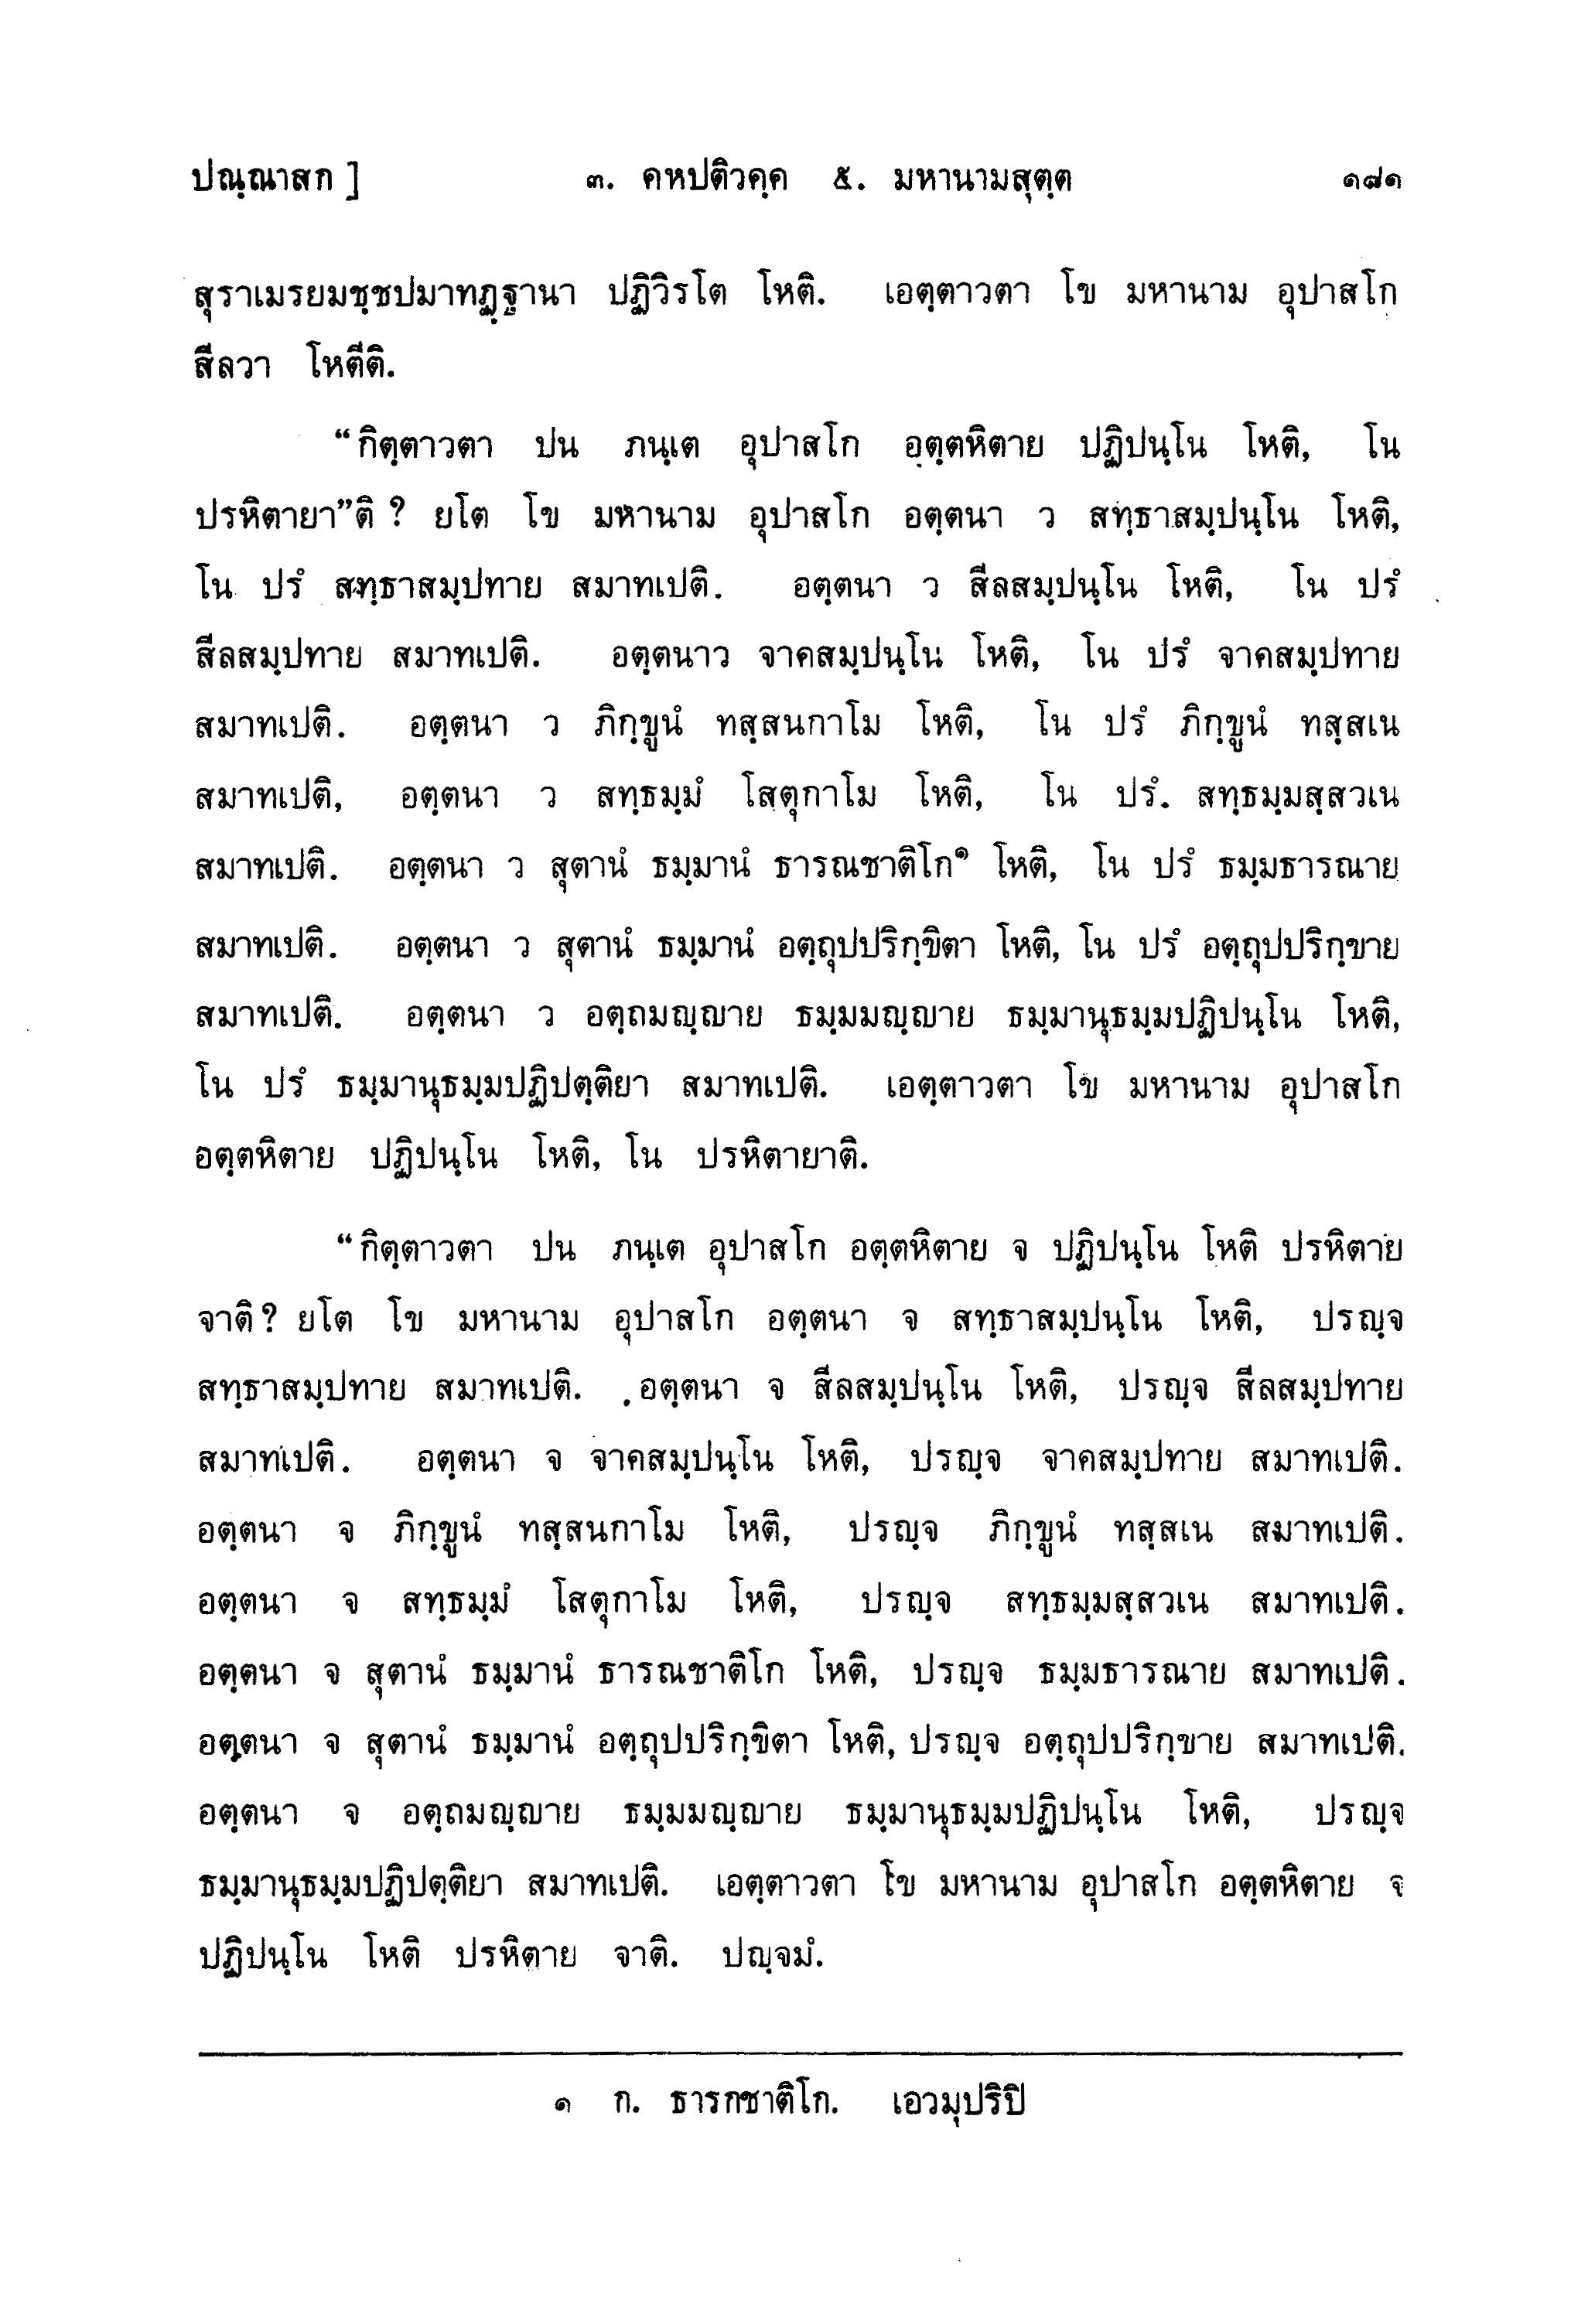 ปณฺณาสก ] ๓. คหปติวคฺค ๕. มหานามสุตฺต ๑๘๑
สุราเมรยมชฺชปมาทฏฺฐานา ปฏิวิรโต โหติ. เอตฺตาวตา โข มหานาม อุปาสโก
สีลวา โหตีติ.
“กิตฺตาวตา ปน ภนฺเต อุปาสโก อตฺตหิตาย ปฏิปนฺโน โหติ, โน
ปรหิตายา”ติ ? ยโต โข มหานาม อุปาสโก อตฺตนา ว สทฺธาสมฺปนฺโน โหติ,
โน ปรํ สทฺธาสมฺปทาย สมาทเปติ. อตฺตนา ว สีลสมฺปนฺโน โหติ, โน ปรํ
สีลสมฺปทาย สมาทเปติ. อตฺตนาว จาคสมฺปนฺโน โหติ, โน ปรํ จาคสมฺปทาย
สมาทเปติ. อตฺตนา ว ภิกฺขูนํ ทสฺสนกาโม โหติ, โน ปรํ ภิกฺขูนํ ทสฺสเน
สมาทเปติ, อตฺตนา ว สทฺธมฺมํ โสตุกาโม โหติ, โน ปรํ. สทฺธมฺมสฺสวเน
สมาทเปติ. อตฺตนา ว สุตานํ ธมฺมานํ ธารณชาติโก๑ โหติ, โน ปรํ ธมฺมธารณาย
สมาทเปติ. อตฺตนา ว สุตานํ ธมฺมานํ อตฺถุปปริกฺขิตา โหติ, โน ปรํ อตฺถุปปริกฺขาย
สมาทเปติ. อตฺตนา ว อตฺถมญฺญาย ธมฺมมญฺญาย ธมฺมานุธมฺมปฏิปนฺโน โหติ,
โน ปรํ ธมฺมานุธมฺมปฏิปตฺติยา สมาทเปติ. เอตฺตาวตา โข มหานาม อุปาสโก
อตฺตหิตาย ปฏิปนฺโน โหติ, โน ปรหิตายาติ.
“กิตฺตาวตา ปน ภนฺเต อุปาสโก อตฺตหิตาย จ ปฏิปนฺโน โหติ ปรหิตาย
จาติ? ยโต โข มหานาม อุปาสโก อตฺตนา จ สทฺธาสมฺปนฺโน โหติ, ปรญฺจ
สทฺธาสมฺปทาย สมาทเปติ. อตฺตนา จ สีลสมฺปนฺโน โหติ, ปรญฺจ สีลสมฺปทาย
สมาทเปติ. อตฺตนา จ จาคสมฺปนฺโน โหติ, ปรญฺจ จาคสมฺปทาย สมาทเปติ.
อตฺตนา จ ภิกฺขูนํ ทสฺสนกาโม โหติ, ปรญฺจ ภิกฺขูนํ ทสฺสเน สมาทเปติ.
อตฺตนา จ สทฺธมฺมํ โสตุกาโม โหติ, ปรญฺจ สทฺธมฺมสฺสวเน สมาทเปติ.
อตฺตนา จ สุตานํ ธมฺมานํ ธารณชาติโก โหติ, ปรญฺจ ธมฺมธารณาย สมาทเปติ.
อตฺตนา จ สุตานํ ธมฺมานํ อตฺถุปปริกฺขิตา โหติ, ปรญฺจ อตฺถุปปริกฺขาย สมาทเปติ.
อตฺตนา จ อตฺถมญฺญาย ธมฺมมญฺญาย ธมฺมานุธมฺมปฏิปนฺโน โหติ, ปรญฺจ
ธมฺมานุธมฺมปฏิปตฺติยา สมาทเปติ. เอตฺตาวตา โข มหานาม อุปาสโก อตฺตหิตาย จ
ปฏิปนฺโน โหติ ปรหิตาย จาติ. ปญฺจมํ.
๑ ก. ธารกชาติโก. เอวมุปริปิ